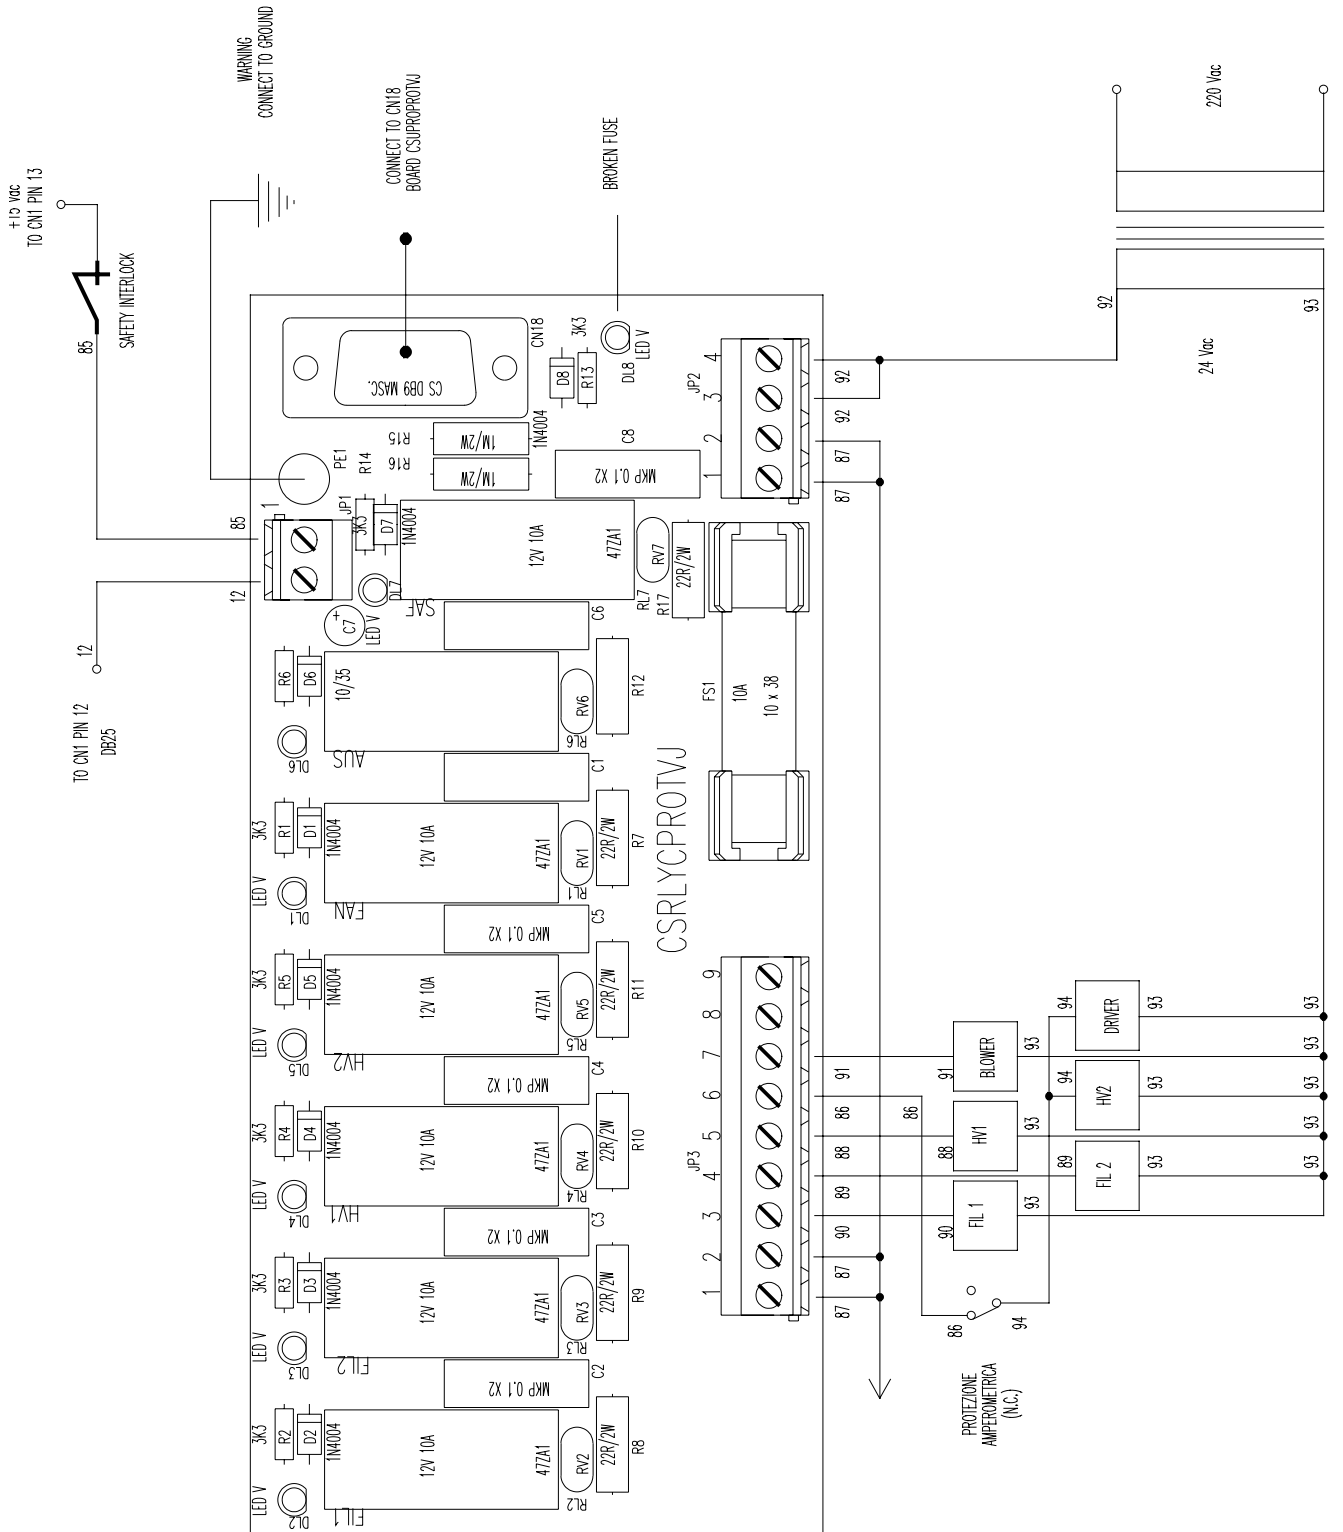 WARNING
CONNECT TO GROUND
+15 vac
TO CN1 PIN 13
SAFETY INTERLOCK
85
85
12
12
TO CN1 PIN 12
DB25
CONNECT TO CN18
BOARD CSUPROPROTVJ
BROKEN FUSE
220 Vac
24 Vac
92
93
CS DB9 MASC.
CN18
3K3
D8
R13
DL8
LED V
R15
1M/2W
1N4004
R16
1M/2W
PE1
R14
JP1
1
3K3
D7
1N4004
DL7
LED V
C7
+
C8
MKP 0.1 X2
SAF
12V 10A
47ZA1
RL7
RV7
R17
22R/2W
C6
R6
D6
10/35
DL6
AUS
RL6
RV6
R12
C1
3K3
R1
D1
1N4004
LED V
DL1
FAN
12V 10A
47ZA1
RL1
RV1
22R/2W
R7
C5
MKP 0.1 X2
3K3
R5
D5
1N4004
LED V
DL5
HV2
12V 10A
47ZA1
RL5
RV5
22R/2W
R11
C4
MKP 0.1 X2
3K3
R4
D4
1N4004
LED V
DL4
HV1
12V 10A
47ZA1
RL4
RV4
22R/2W
R10
C3
MKP 0.1 X2
3K3
R3
D3
1N4004
LED V
DL3
FIL2
12V 10A
47ZA1
RL3
RV3
22R/2W
R9
C2
MKP 0.1 X2
3K3
R2
D2
1N4004
LED V
DL2
FIL1
12V 10A
47ZA1
RL2
RV2
22R/2W
R8
CSRLYCPROTVJ
FS1
10A
10 x 38
JP2
1
2
3
4
87
87
92
92
JP3
1
2
3
4
5
6
7
8
9
87
87
90
89
88
86
91
86
91
BLOWER
93
94
DRIVER
93
93
88
HV1
93
94
HV2
93
93
93
90
FIL 1
93
89
FIL 2
93
93
93
86
94
PROTEZIONE
AMPEROMETRICA
(N.C.)